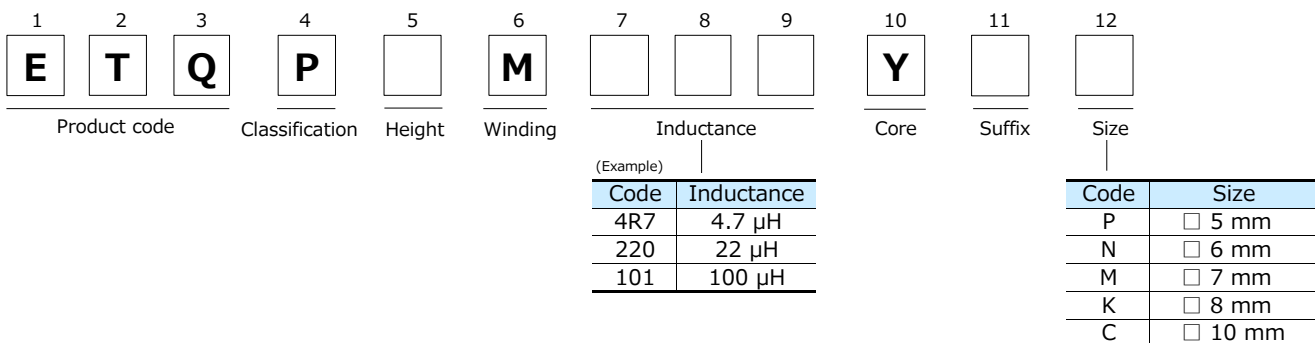 1 2 3 4 5 6 7 8 9 10 11 12
E T Q P M Y
Product code Classification Height Winding Inductance Core Suffix Size
(Example)
Code Inductance
4R7 4.7 µH
220 22 µH
101 100 µH
Code Size
P □ 5 mm
N □ 6 mm
M □ 7 mm
K □ 8 mm
C □ 10 mm